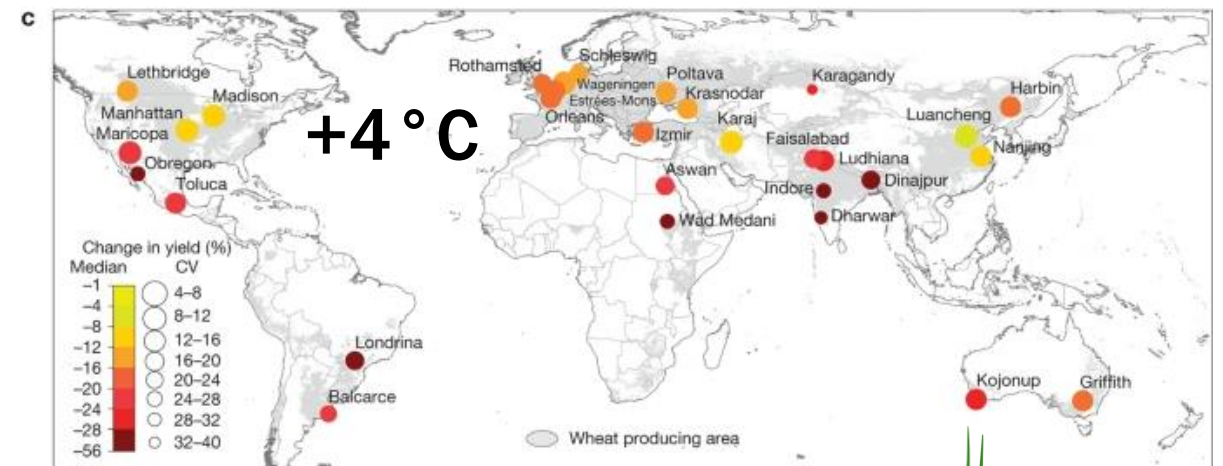 c
Schleswig
Rothamsted
Lethbridge
Wageningen
Poltava
Karagandy
Madison
Estrées-Mons
Krasnodar
Harbin
Manhattan
+4°C
Orleans
Luancheng
Maricopa
Izmir
Karaj
Faisalabad
Nanjing
Obregon
Ludhiana
Toluca
Aswan
Indore
Dinajpur
Wad Medani
Dharwar
Change in yield (%)
Median CV
−1
4–8
−4
8–12
−8
12–16
−12
16–20
−16
20–24
−20
24–28
−24
28–32
−28
32–40
−56
Londrina
Balcarce
Kojonup
Griffith
Wheat producing area